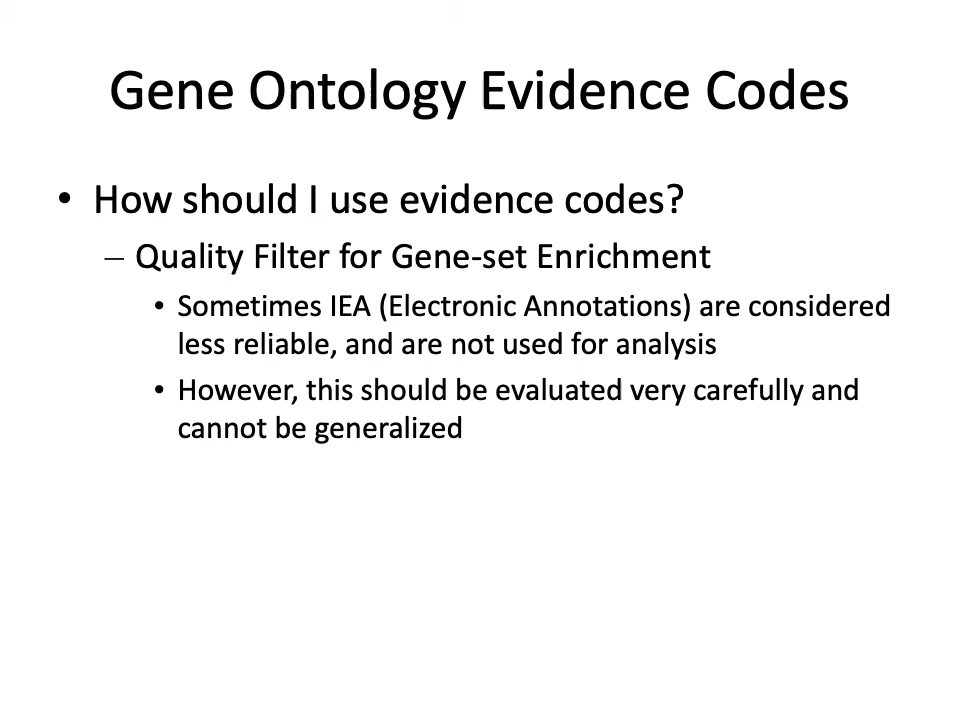 Gene Ontology Evidence Codes
• How should I use evidence codes?
– Quality Filter for Gene-set Enrichment
• Sometimes IEA (Electronic Annotations) are considered
less reliable, and are not used for analysis
• However, this should be evaluated very carefully and
cannot be generalized